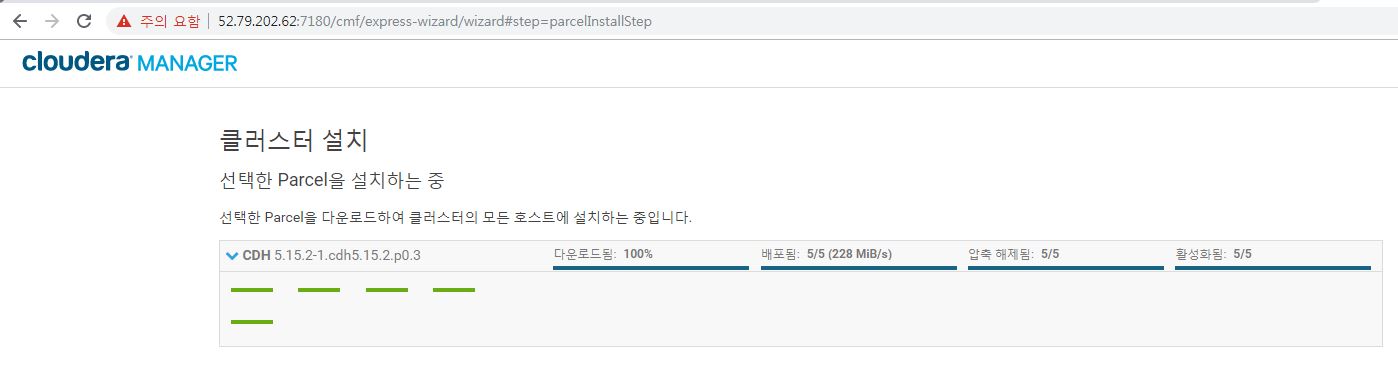 주의 요함 52.79.202.62:7180/cmf/express-wizard/wizard#step=parcelInstallStep
cloudera MANAGER
클러스터 설치
선택한 Parcel을 설치하는 중
선택한 Parcel을 다운로드하여 클러스터의 모든 호스트에 설치하는 중입니다.
CDH 5.15.2-1.cdh5.15.2.p0.3 다운로드됨: 100% 배포됨: 5/5 (228 MiB/s) 압축 해제됨: 5/5 활성화됨: 5/5